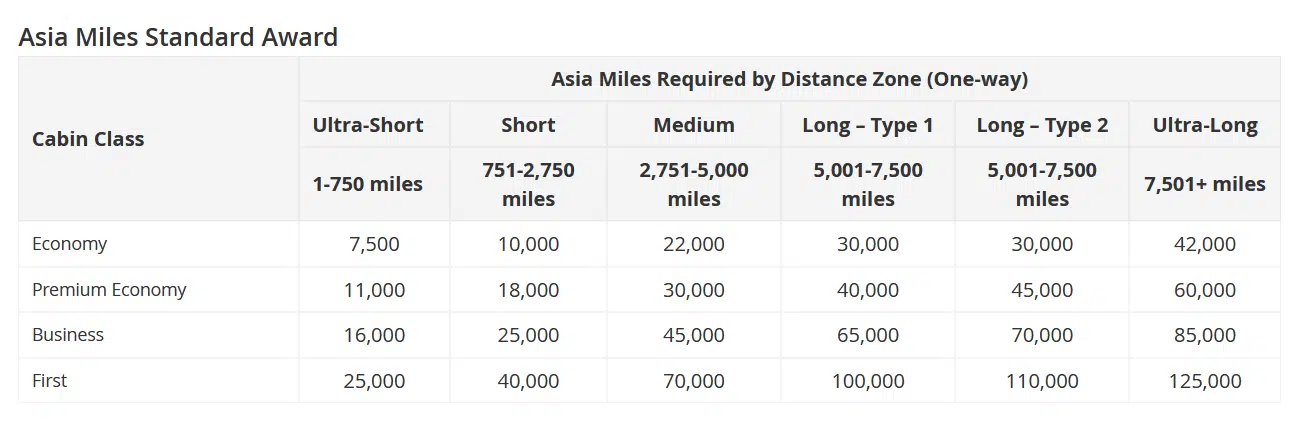 Asia Miles Standard Award
Cabin Class
Asia Miles Required by Distance Zone (One-way)
Ultra-Short Short Medium Long – Type 1 Long – Type 2 Ultra-Long
1-750 miles 751-2,750 miles 2,751-5,000 miles 5,001-7,500 miles 5,001-7,500 miles 7,501+ miles
Economy 7,500 10,000 22,000 30,000 30,000 42,000
Premium Economy 11,000 18,000 30,000 40,000 45,000 60,000
Business 16,000 25,000 45,000 65,000 70,000 85,000
First 25,000 40,000 70,000 100,000 110,000 125,000